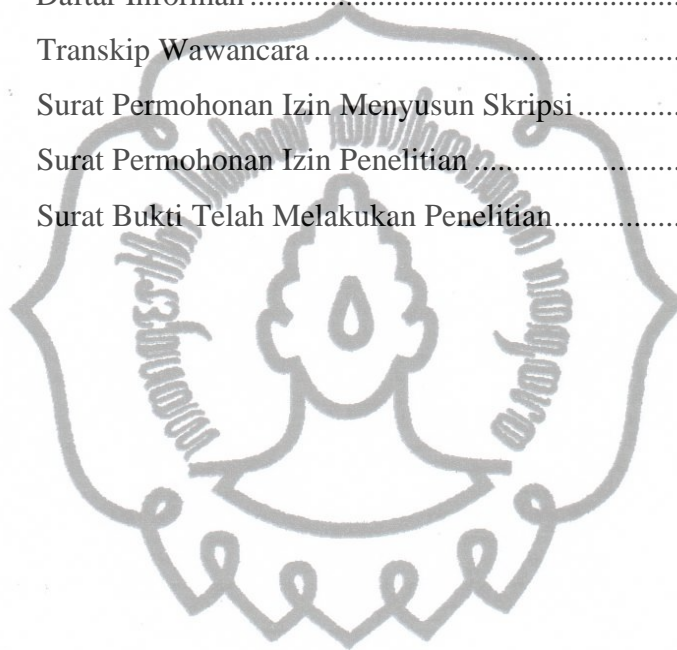 Daftar Informan ........................................................
Transkip Wawancara ...............................................
Surat Permohonan Izin Menyusun Skripsi .............
Surat Permohonan Izin Penelitian ...........................
Surat Bukti Telah Melakukan Penelitian.................